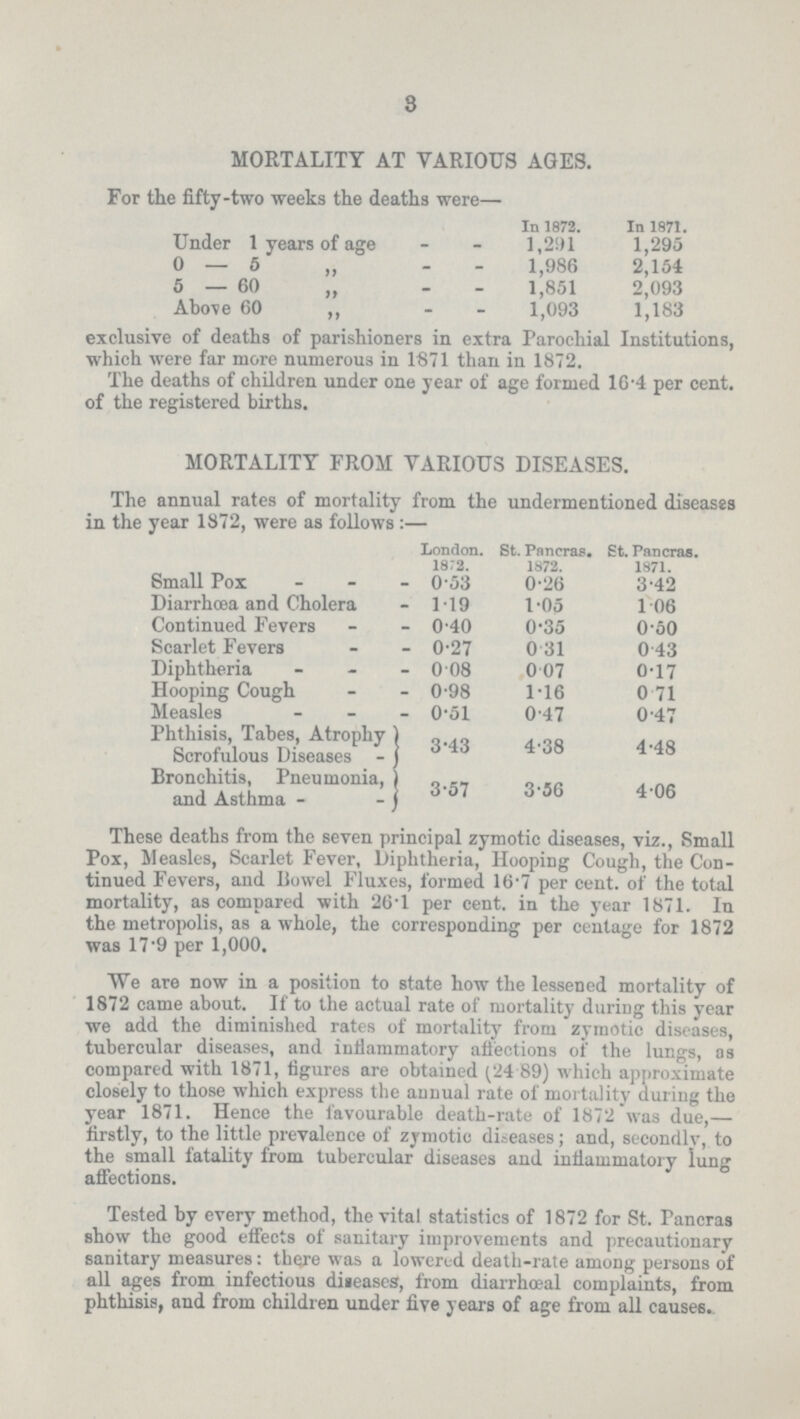 3
MORTALITY AT VARIOUS AGES.
For the fifty-two weeks the deaths were—
In 1872. In 1871.
Under 1 years of age - - 1,291 1,295
0 — 5 „ - - 1,986 2,154
5 — 60 „ - - 1,851 2,093
Above 60 „ - - 1,093 1,183
exclusive of deaths of parishioners in extra Parochial Institutions,
which were far more numerous in 1871 than in 1872.
The deaths of children under one year of age formed 16·4 per cent.
of the registered births.
MORTALITY FROM VARIOUS DISEASES.
The annual rates of mortality from the undermentioned diseases
in the year 1872, were as follows :—
London. St. Pancras. St. Pancras.
1872. 1872. 1871.
Small Pox - - - 0·53 0·26 3·42
Diarrhœa and Cholera - 1·19 1·05 1 06
Continued Fevers - - 0·40 0·35 0·50
Scarlet Fevers - - 0·27 0 31 0 43
Diphtheria - - - 0 08 0 07 0·17
Hooping Cough - - 0·98 1·16 0 71
Measles - - - 0·51 0·47 0·47
Phthisis, Tabes, Atrophy }
Scrofulous Diseases - } 3·43 4·38 4·48
Bronchitis, Pneumonia, }
and Asthma - - } 3·57 3·56 4·06
These deaths from the seven principal zymotic diseases, viz., Small
Pox, Measles, Scarlet Fever, Diphtheria, Hooping Cough, the Con-
tinued Fevers, and Bowel Fluxes, formed 16·7 per cent. of the total
mortality, as compared with 26·1 per cent. in the year 1871. In
the metropolis, as a whole, the corresponding per centage for 1872
was 17·9 per 1,000.
We are now in a position to state how the lessened mortality of
1872 came about. If to the actual rate of mortality during this year
we add the diminished rates of mortality from zymotic diseases,
tubercular diseases, and inflammatory affections of the lungs, as
compared with 1871, figures are obtained (24 89) which approximate
closely to those which express the annual rate of mortality during the
year 1871. Hence the favourable death-rate of 1872 was due,—
firstly, to the little prevalence of zymotic diseases; and, secondly, to
the small fatality from tubercular diseases and inflammatory lung
affections.
Tested by every method, the vital statistics of 1872 for St. Pancras
show the good effects of sanitary improvements and precautionary
sanitary measures: there was a lowered death-rate among persons of
all ages from infectious diseases, from diarrhœal complaints, from
phthisis, and from children under five years of age from all causes.